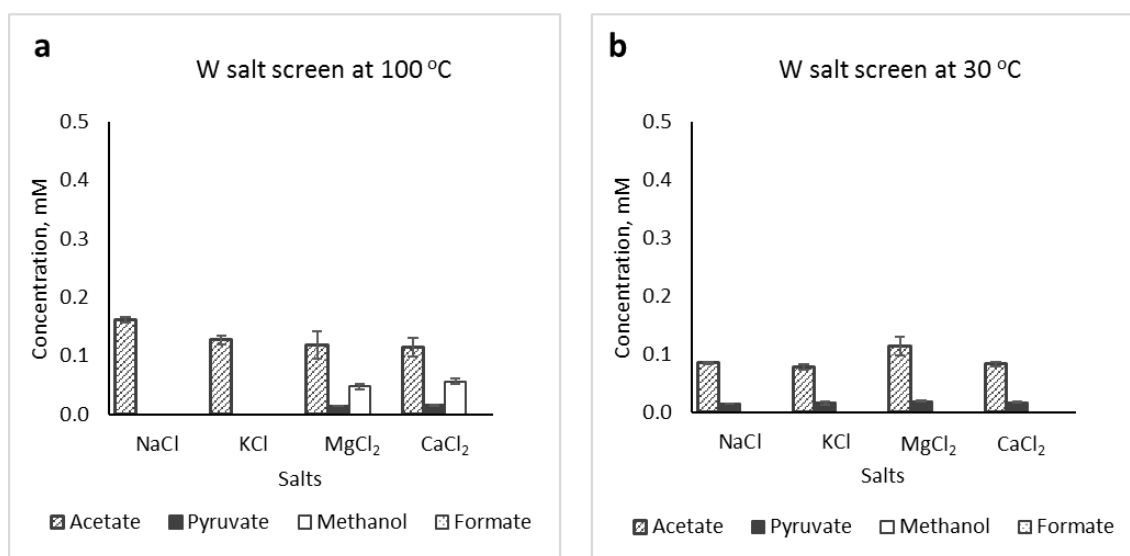 a
W salt screen at 100 °C
0.5
0.4
0.3
0.2
0.1
0.0
Concentration, mM
NaCl KCl MgCl₂ CaCl₂
Salts
Acetate Pyruvate Methanol Formate
b
W salt screen at 30 °C
0.5
0.4
0.3
0.2
0.1
0.0
Concentration, mM
NaCl KCl MgCl₂ CaCl₂
Salts
Acetate Pyruvate Methanol Formate